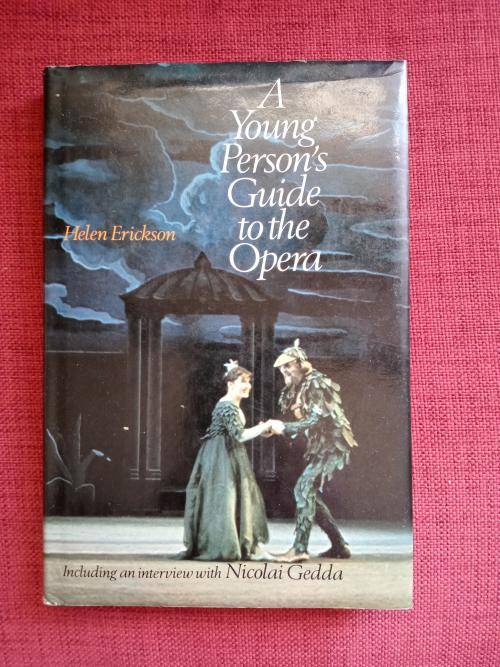 A
Young
Person's
Guide
to the
Opera
Helen Erickson
Including an interview with Nicolai Gedda